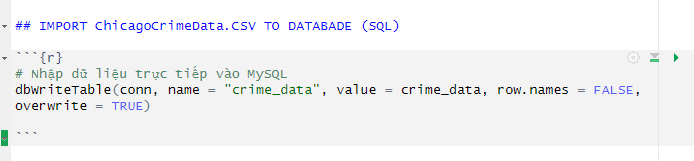 ## IMPORT ChicagoCrimeData.CSV TO DATABADE (SQL)
```{r}
# Nhập dữ liệu trực tiếp vào MySQL
dbWriteTable(conn, name = "crime_data", value = crime_data, row.names = FALSE,
overwrite = TRUE)
```